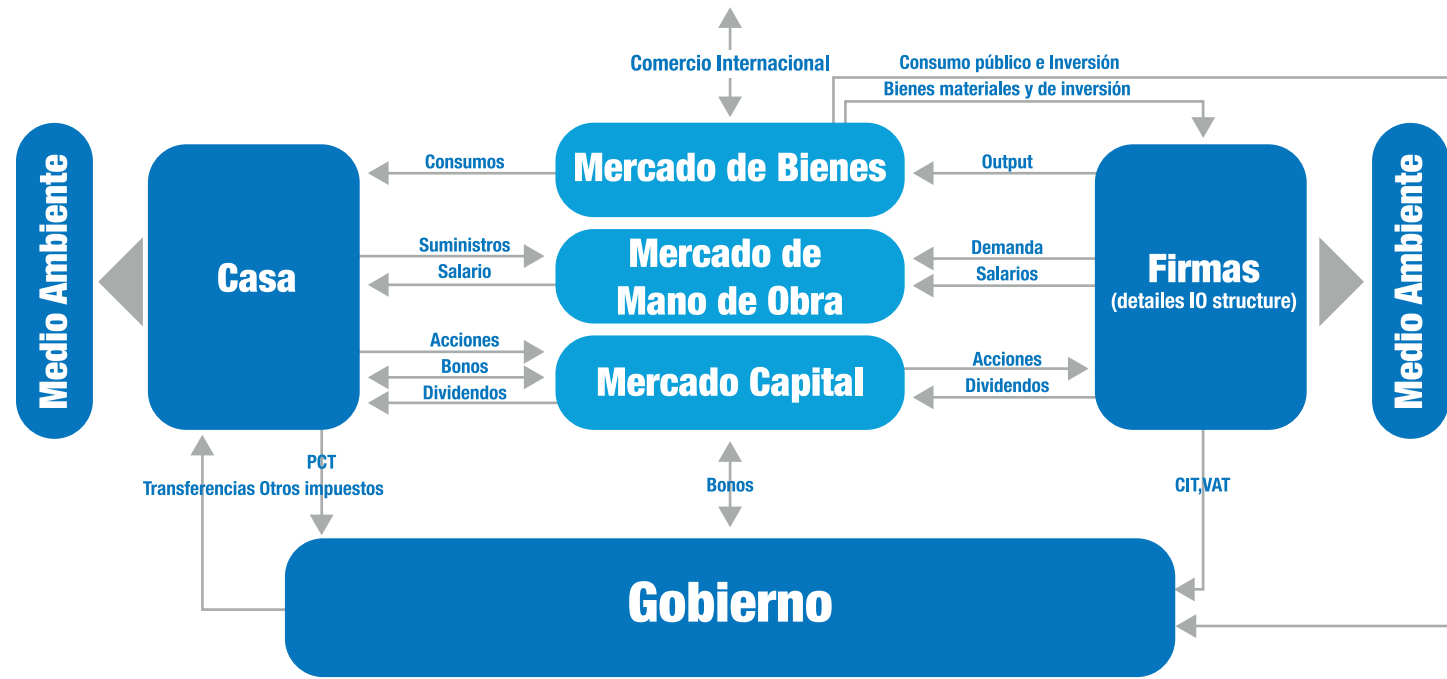 Comercio Internacional
Consumo público e Inversión
Bienes materiales y de inversión
Medio Ambiente
Casa
Consumos
Mercado de Bienes
Output
Suministros
Salario
Mercado de
Mano de Obra
Demanda
Salarios
Firmas
(detailes IO structure)
Medio Ambiente
Acciones
Bonos
Dividendos
Mercado Capital
Acciones
Dividendos
PCT
Transferencias Otros impuestos
Bonos
CIT,VAT
Gobierno